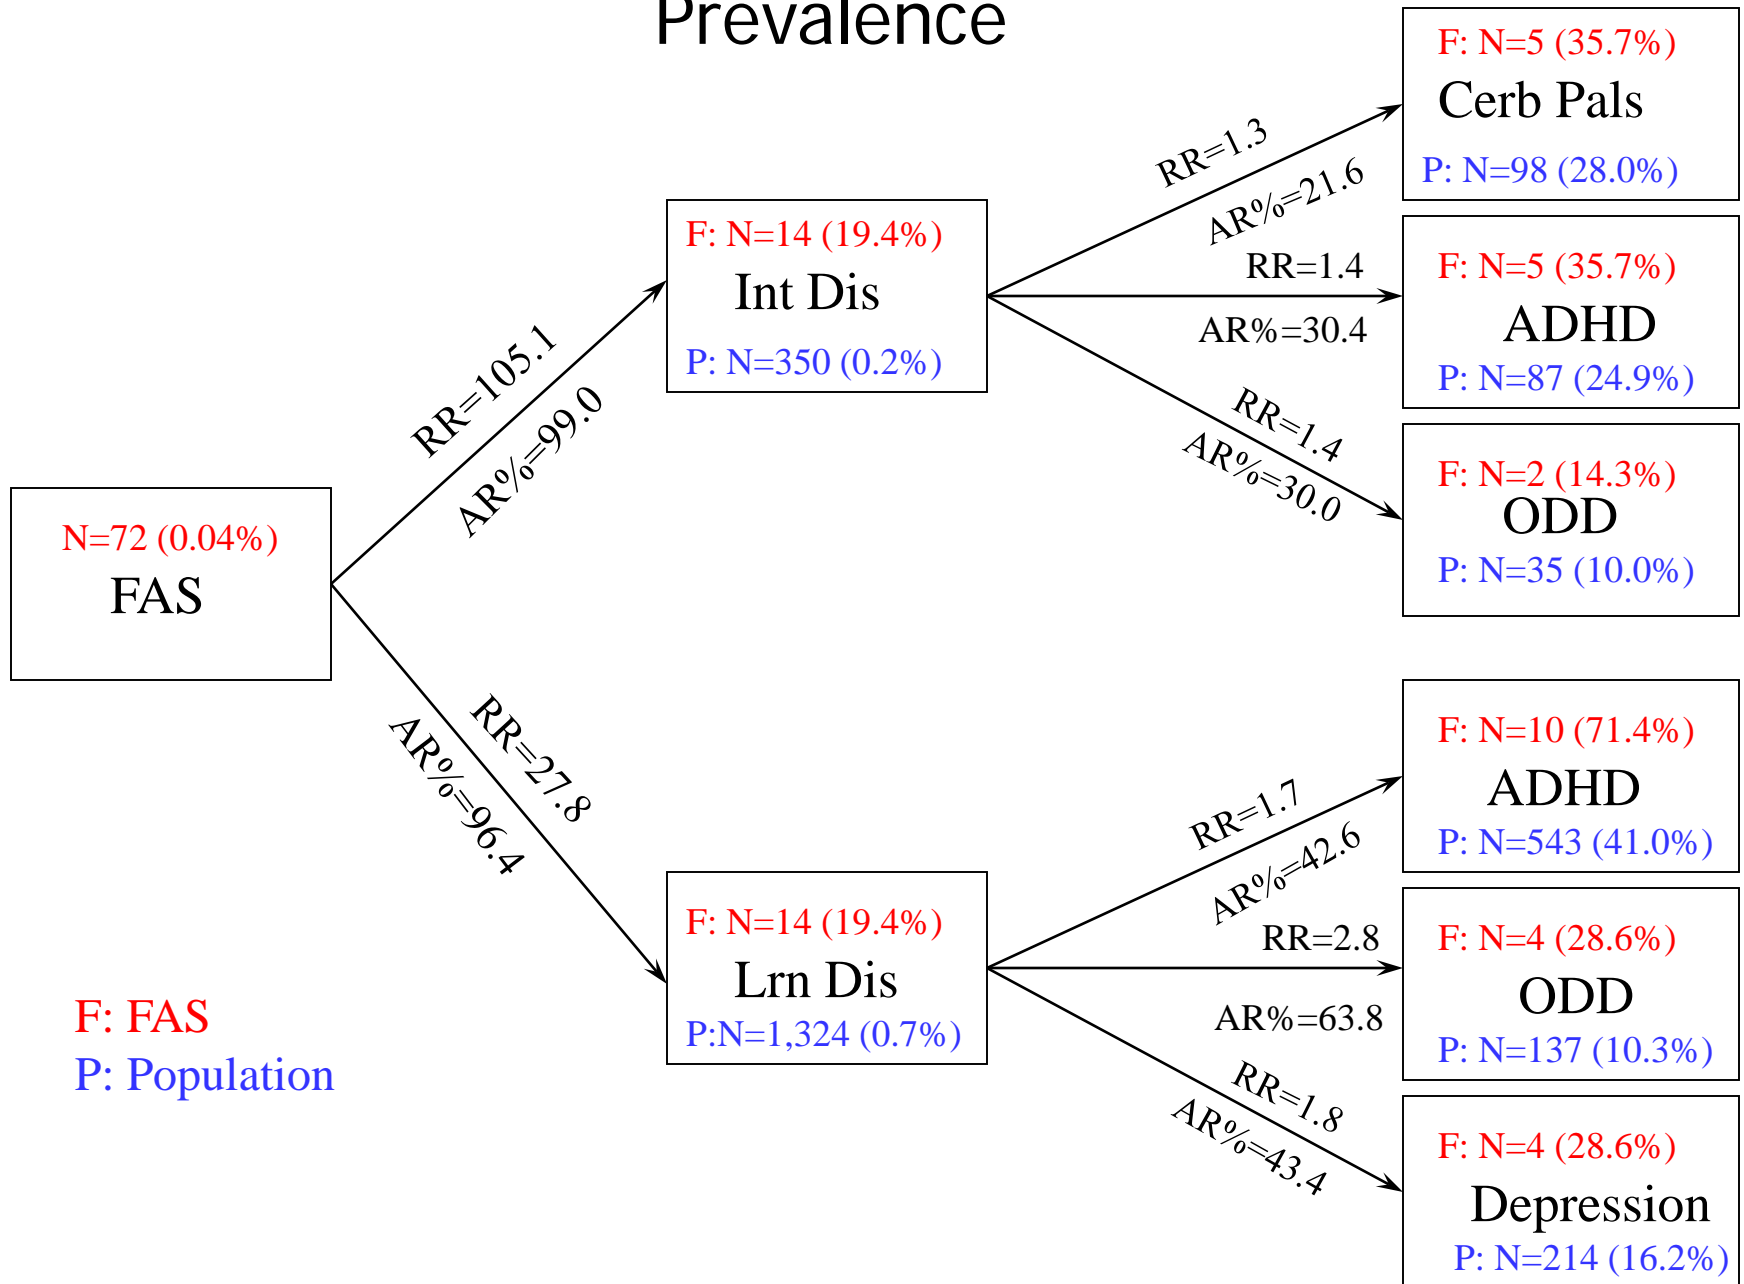 Prevalence
N=72 (0.04%)
FAS
RR=105.1
AR%=99.0
RR=27.8
AR%=96.4
F: N=14 (19.4%)
Int Dis
P: N=350 (0.2%)
RR=1.3
AR%=21.6
RR=1.4
AR%=30.4
RR=1.4
AR%=30.0
F: N=5 (35.7%)
Cerb Pals
P: N=98 (28.0%)
F: N=5 (35.7%)
ADHD
P: N=87 (24.9%)
F: N=2 (14.3%)
ODD
P: N=35 (10.0%)
F: N=14 (19.4%)
Lrn Dis
P:N=1,324 (0.7%)
RR=1.7
AR%=42.6
RR=2.8
AR%=63.8
RR=1.8
AR%=43.4
F: N=10 (71.4%)
ADHD
P: N=543 (41.0%)
F: N=4 (28.6%)
ODD
P: N=137 (10.3%)
F: N=4 (28.6%)
Depression
P: N=214 (16.2%)
F: FAS
P: Population